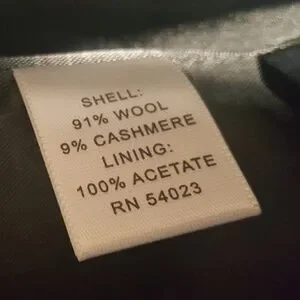 SHELL:
91% WOOL
9% CASHMERE
LINING:
100% ACETATE
RN 54023